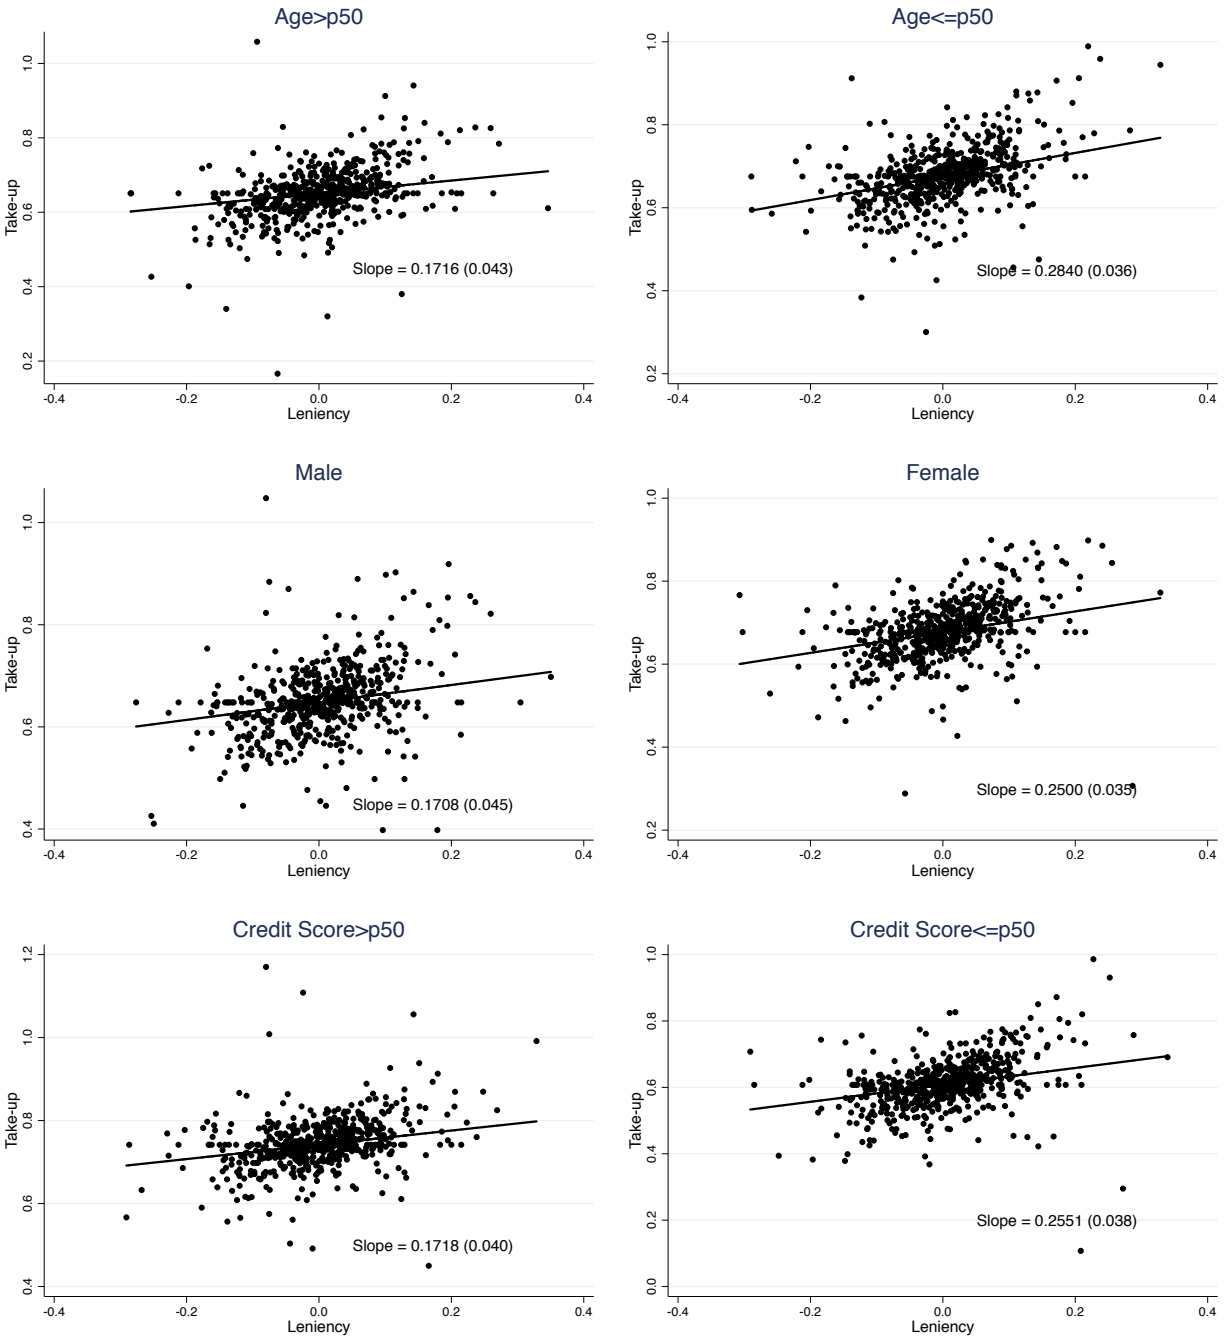 Age>p50
Take-up
1.0
0.8
0.6
0.4
0.2
Slope = 0.1716 (0.043)
-0.4 -0.2 0.0 0.2 0.4
Leniency
Age<=p50
Take-up
1.0
0.8
0.6
0.4
0.2
Slope = 0.2840 (0.036)
-0.4 -0.2 0.0 0.2 0.4
Leniency
Male
Take-up
1.0
0.8
0.6
0.4
Slope = 0.1708 (0.045)
-0.4 -0.2 0.0 0.2 0.4
Leniency
Female
Take-up
1.0
0.8
0.6
0.4
0.2
Slope = 0.2500 (0.035)
-0.4 -0.2 0.0 0.2 0.4
Leniency
Credit Score>p50
Take-up
1.2
1.0
0.8
0.6
0.4
Slope = 0.1718 (0.040)
-0.4 -0.2 0.0 0.2 0.4
Leniency
Credit Score<=p50
Take-up
1.0
0.8
0.6
0.4
0.2
0.0
Slope = 0.2551 (0.038)
-0.4 -0.2 0.0 0.2 0.4
Leniency